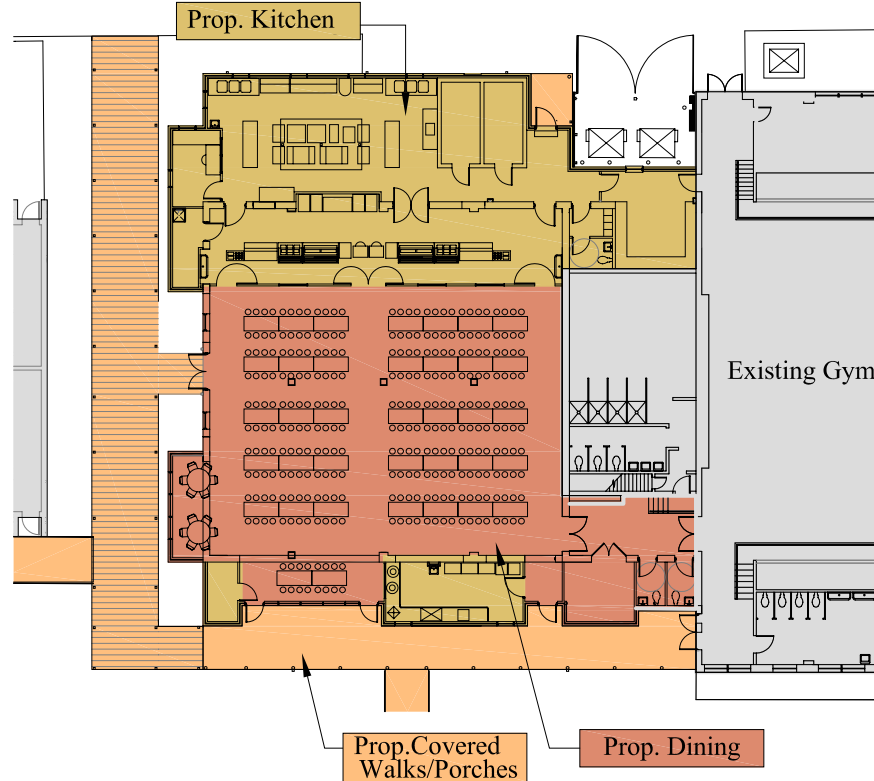 Prop. Kitchen
Existing Gym
Prop.Covered
Walks/Porches
Prop. Dining